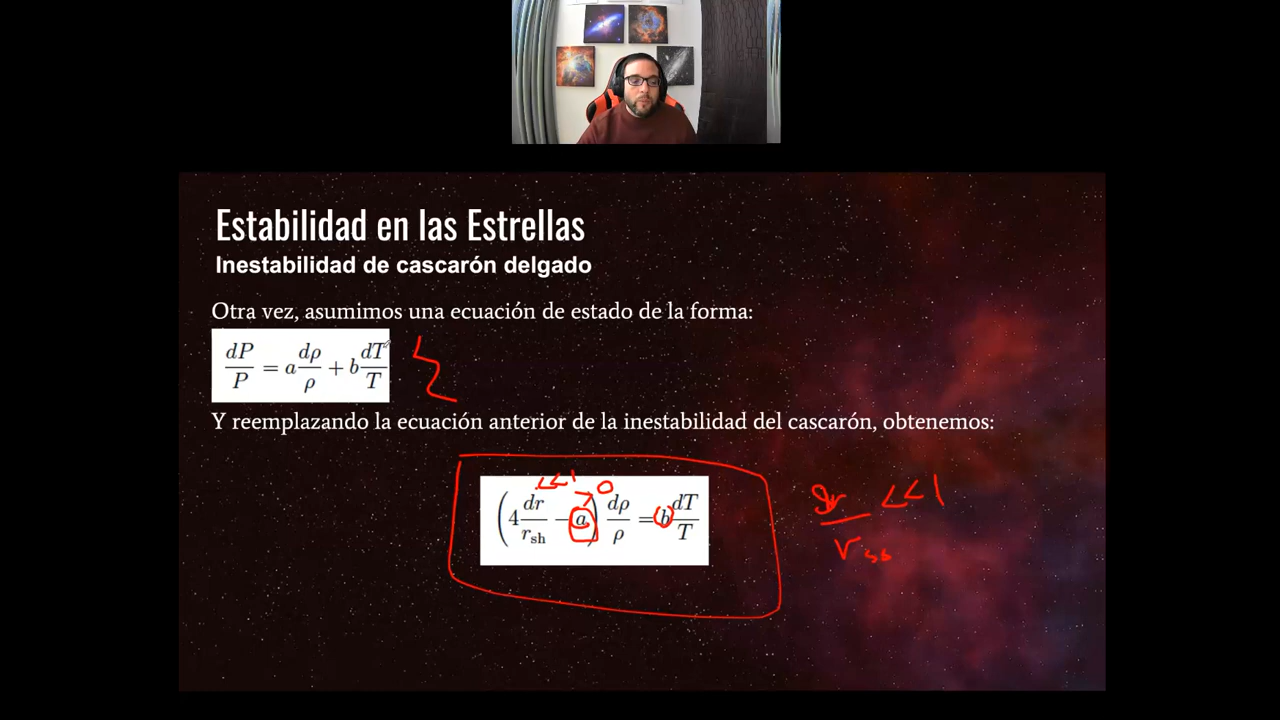 Estabilidad en las Estrellas
Inestabilidad de cascarón delgado
Otra vez, asumimos una ecuación de estado de la forma:
dP/P = a dρ/ρ + b dT/T
Y reemplazando la ecuación anterior de la inestabilidad del cascarón, obtenemos:
<<1 >0
(4 dr/r_sh − a) dρ/ρ = b dT/T
<< 1